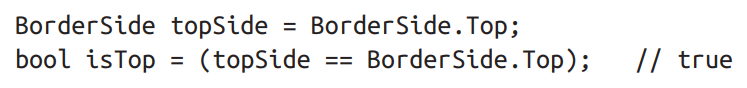 BorderSide topSide = BorderSide.Top;
bool isTop = (topSide == BorderSide.Top);   // true